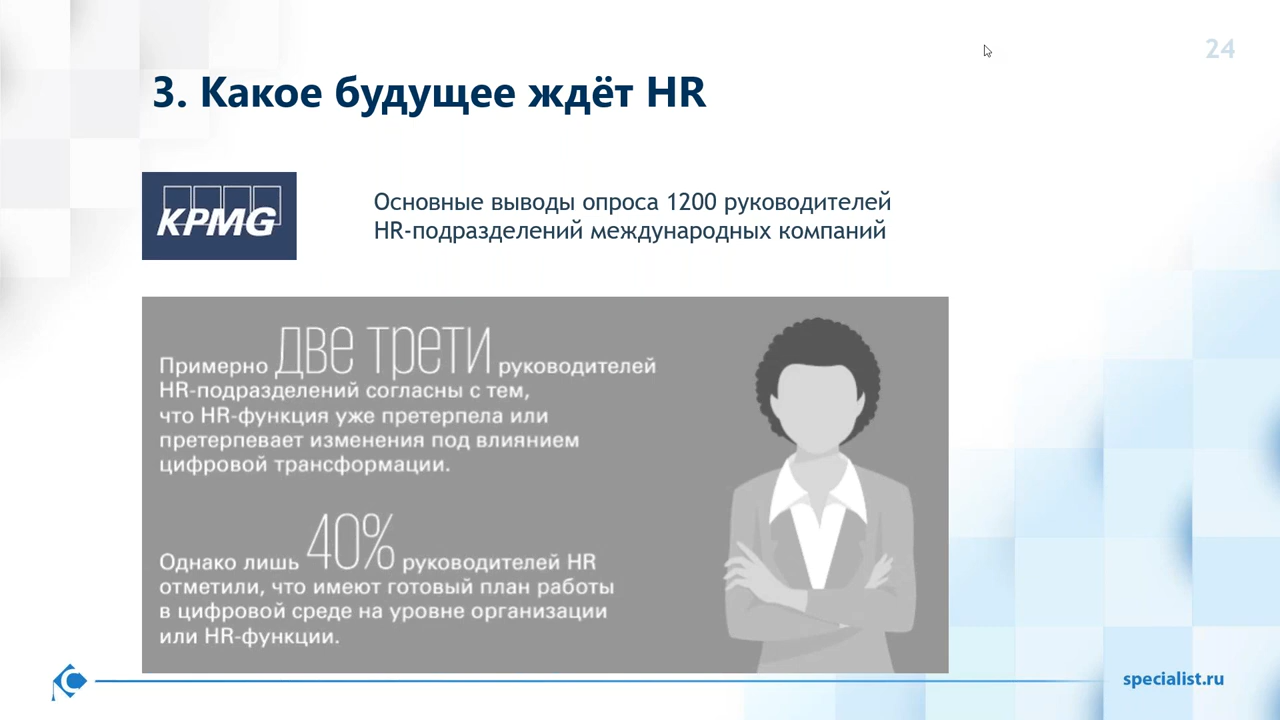 24
3. Какое будущее ждёт HR
KPMG
Основные выводы опроса 1200 руководителей
HR-подразделений международных компаний
Примерно две трети руководителей
HR-подразделений согласны с тем,
что HR-функция уже претерпела или
претерпевает изменения под влиянием
цифровой трансформации.
Однако лишь 40% руководителей HR
отметили, что имеют готовый план работы
в цифровой среде на уровне организации
или HR-функции.
specialist.ru